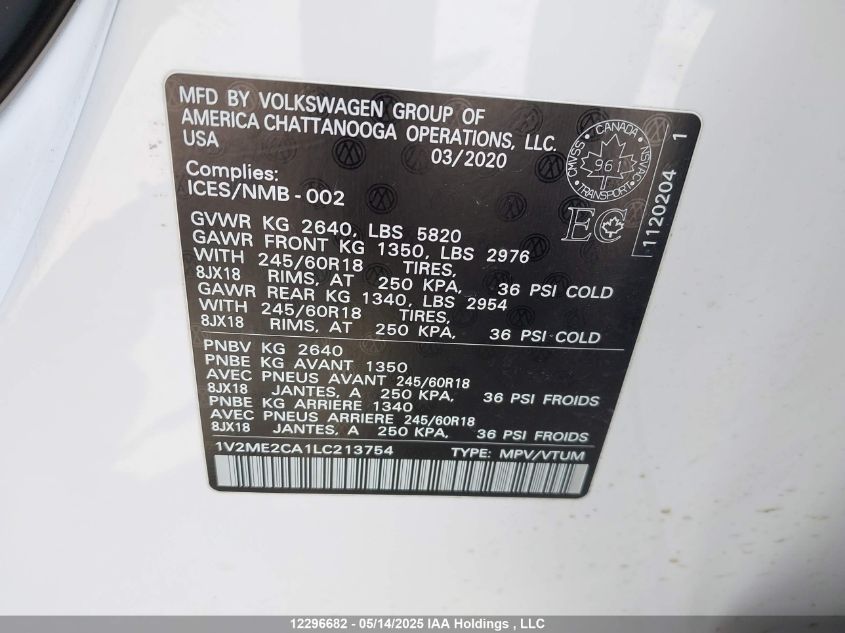 MFD BY VOLKSWAGEN GROUP OF
AMERICA CHATTANOOGA OPERATIONS, LLC.
USA 03/2020
CANADA
CMVSS NSVAC
961
TRANSPORT
EC
1120204 1
Complies:
ICES/NMB-002
GVWR KG 2640, LBS 5820
GAWR FRONT KG 1350, LBS 2976
WITH 245/60R18 TIRES,
8JX18 RIMS, AT 250 KPA, 36 PSI COLD
GAWR REAR KG 1340, LBS 2954
WITH 245/60R18 TIRES,
8JX18 RIMS, AT 250 KPA, 36 PSI COLD
PNBV KG 2640
PNBE KG AVANT 1350
AVEC PNEUS AVANT 245/60R18
8JX18 JANTES, A 250 KPA, 36 PSI FROIDS
PNBE KG ARRIERE 1340
AVEC PNEUS ARRIERE 245/60R18
8JX18 JANTES, A 250 KPA, 36 PSI FROIDS
1V2ME2CA1LC213754 TYPE: MPV/VTUM
12296682 - 05/14/2025 IAA Holdings , LLC